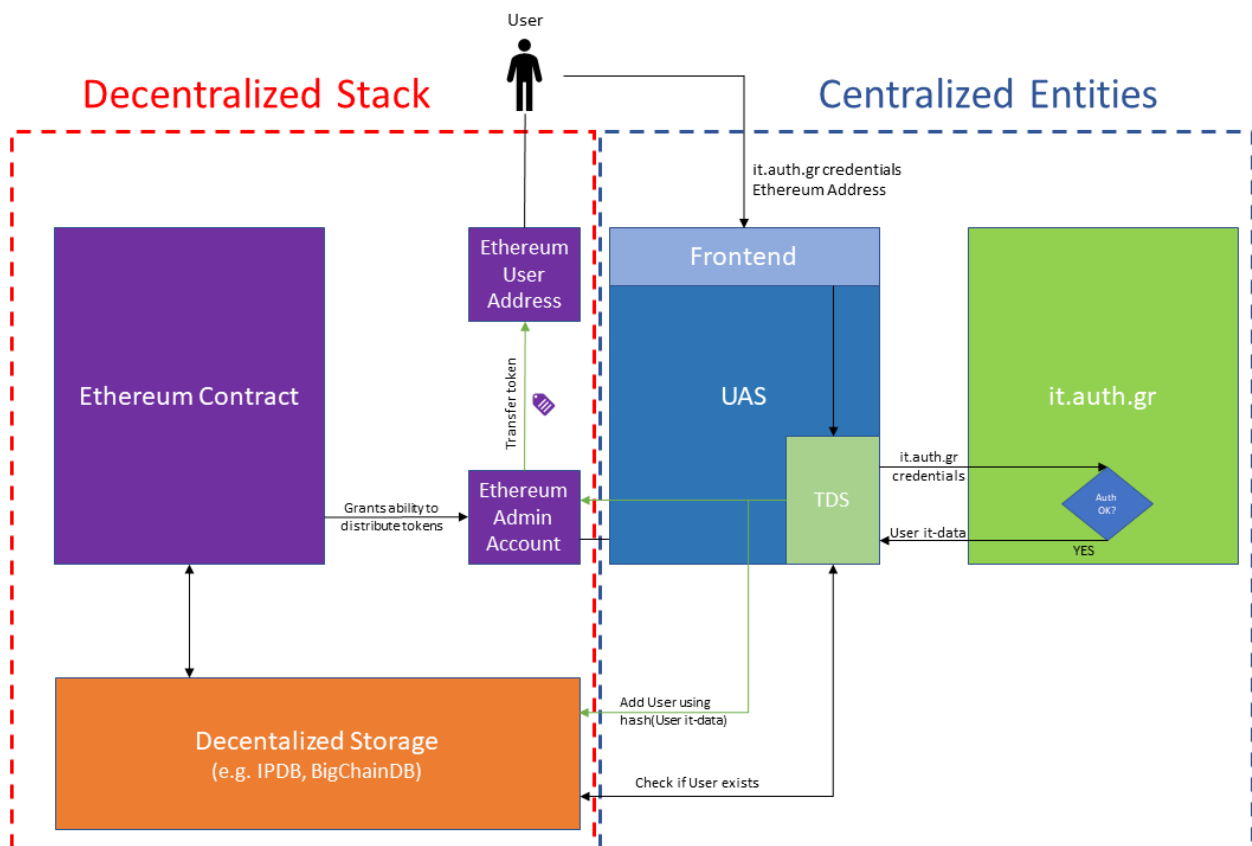 User
Decentralized Stack
Centralized Entities
it.auth.gr credentials
Ethereum Address
Ethereum
User
Address
Frontend
Ethereum Contract
Transfer token
UAS
it.auth.gr
Grants ability to
distribute tokens
Ethereum
Admin
Account
TDS
it.auth.gr
credentials
Auth
OK?
User it-data
YES
Add User using
hash(User it-data)
Decentalized Storage
(e.g. IPDB, BigChainDB)
Check if User exists